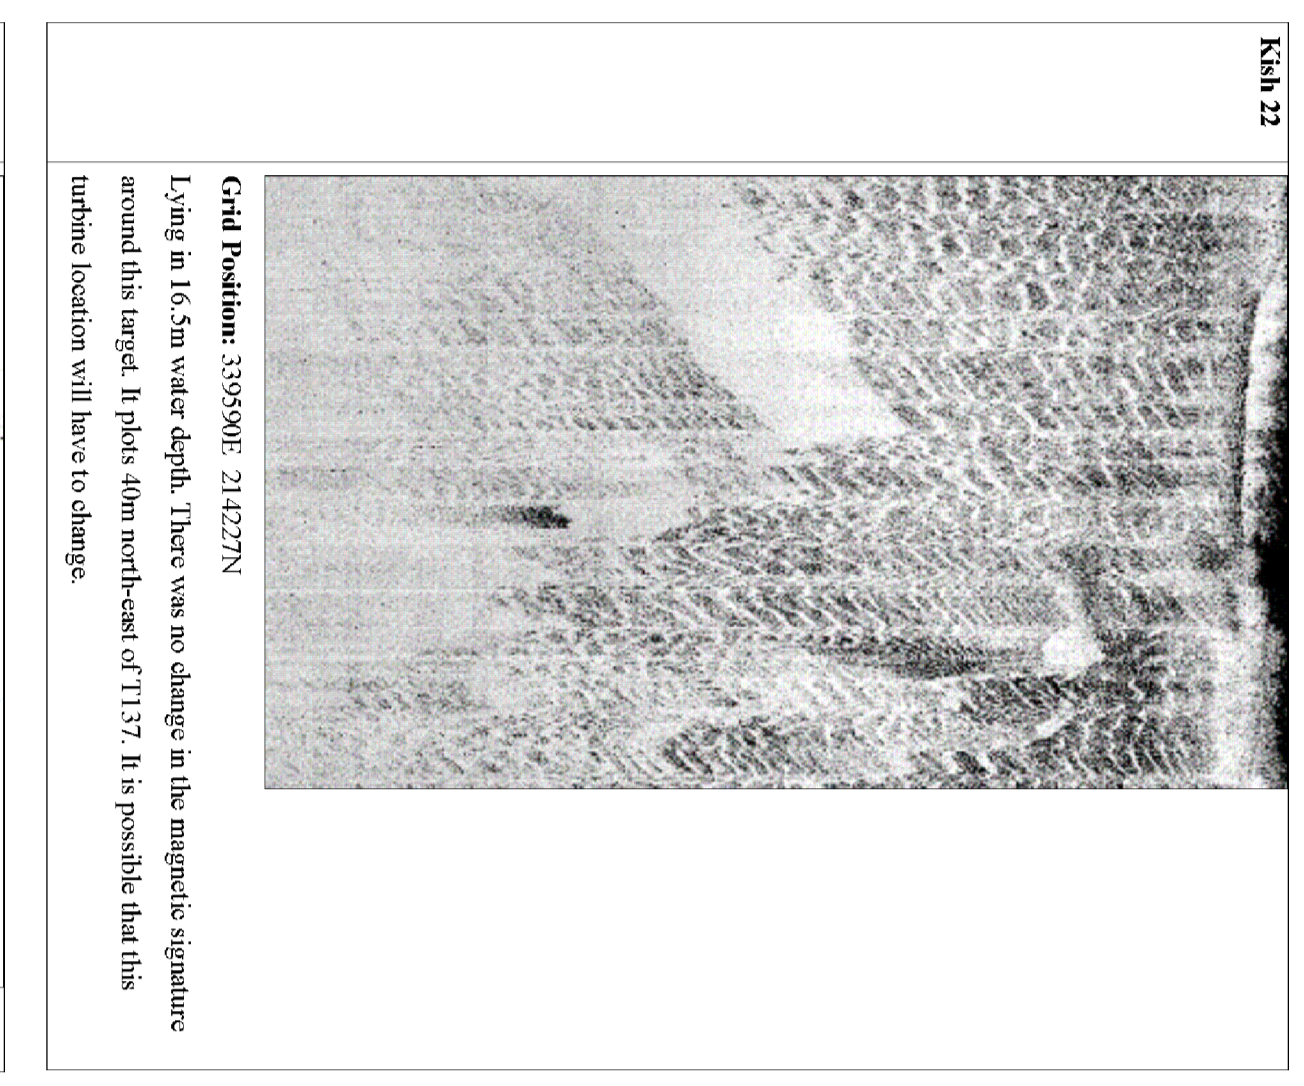 Kish 22
Grid Position: 339590E 214227N
Lying in 16.5m water depth. There was no change in the magnetic signature
around this target. It plots 40m north-east of T137. It is possible that this
turbine location will have to change.